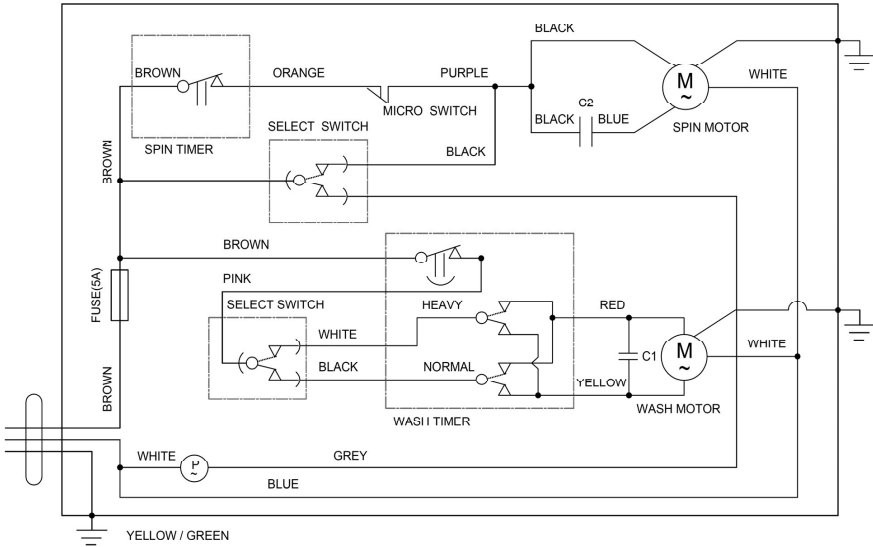 BLACK
BROWN
ORANGE
PURPLE
M
~
WHITE
C2
MICRO SWITCH
BLACK
BLUE
SPIN MOTOR
SELECT SWITCH
SPIN TIMER
BLACK
BROWN
BROWN
PINK
FUSE(5A)
SELECT SWITCH
HEAVY
RED
WHITE
C1
M
~
WHITE
BLACK
NORMAL
YELLOW
BROWN
WASH TIMER
WASH MOTOR
WHITE
P
~
GREY
BLUE
YELLOW / GREEN